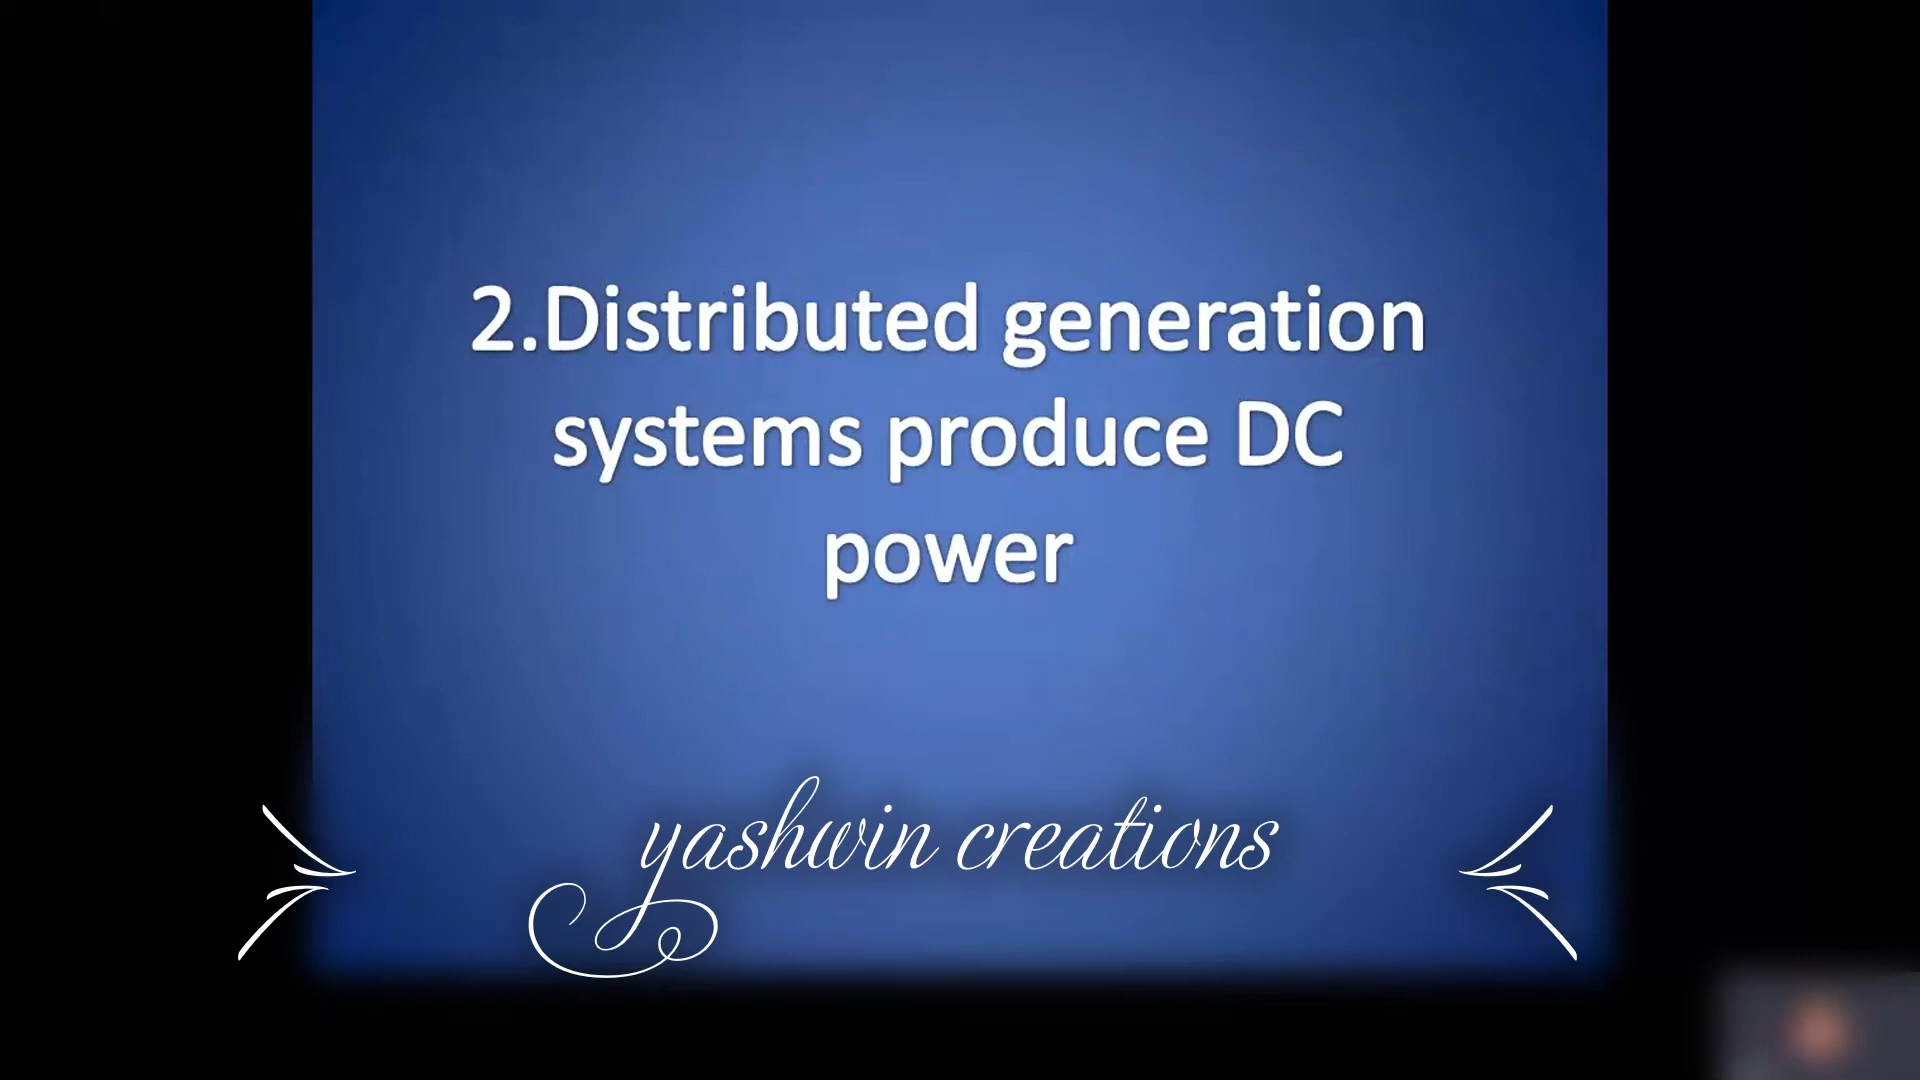 2.Distributed generation
systems produce DC
power
yashwin creations